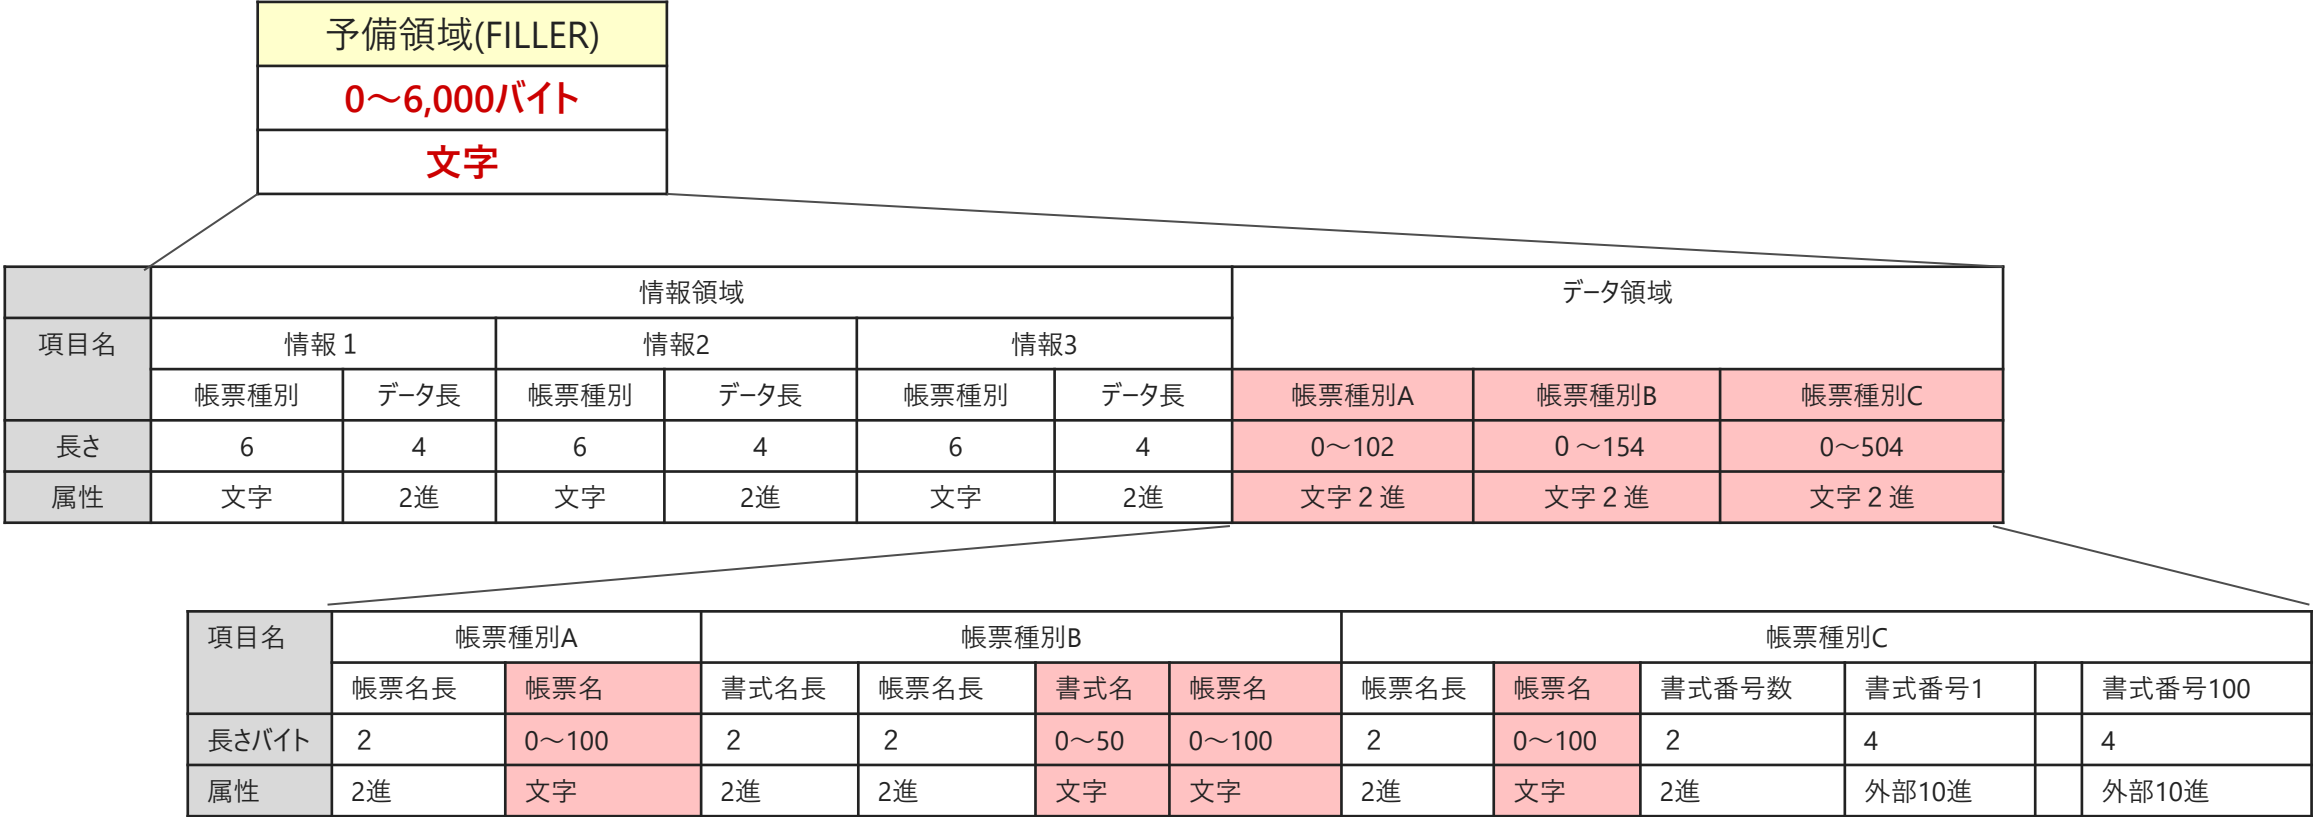 予備領域(FILLER)
0～6,000バイト
文字
情報領域 データ領域
項目名 情報１ 情報2 情報3
帳票種別 データ長 帳票種別 データ長 帳票種別 データ長 帳票種別A 帳票種別B 帳票種別C
長さ 6 4 6 4 6 4 0～102 0～154 0～504
属性 文字 2進 文字 2進 文字 2進 文字２進 文字２進 文字２進
項目名 帳票種別A 帳票種別B 帳票種別C
帳票名長 帳票名 書式名長 帳票名長 書式名 帳票名 帳票名長 帳票名 書式番号数 書式番号1 書式番号100
長さバイト 2 0～100 2 2 0～50 0～100 2 0～100 2 4 4
属性 2進 文字 2進 2進 文字 文字 2進 文字 2進 外部10進 外部10進